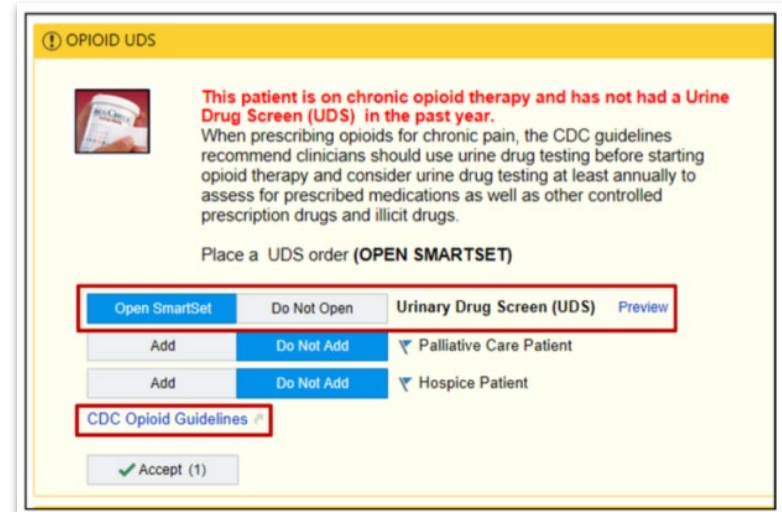 OPIOID UDS
This patient is on chronic opioid therapy and has not had a Urine
Drug Screen (UDS) in the past year.
When prescribing opioids for chronic pain, the CDC guidelines
recommend clinicians should use urine drug testing before starting
opioid therapy and consider urine drug testing at least annually to
assess for prescribed medications as well as other controlled
prescription drugs and illicit drugs.
Place a UDS order (OPEN SMARTSET)
Open SmartSet Do Not Open Urinary Drug Screen (UDS) Preview
Add Do Not Add Palliative Care Patient
Add Do Not Add Hospice Patient
CDC Opioid Guidelines
Accept (1)